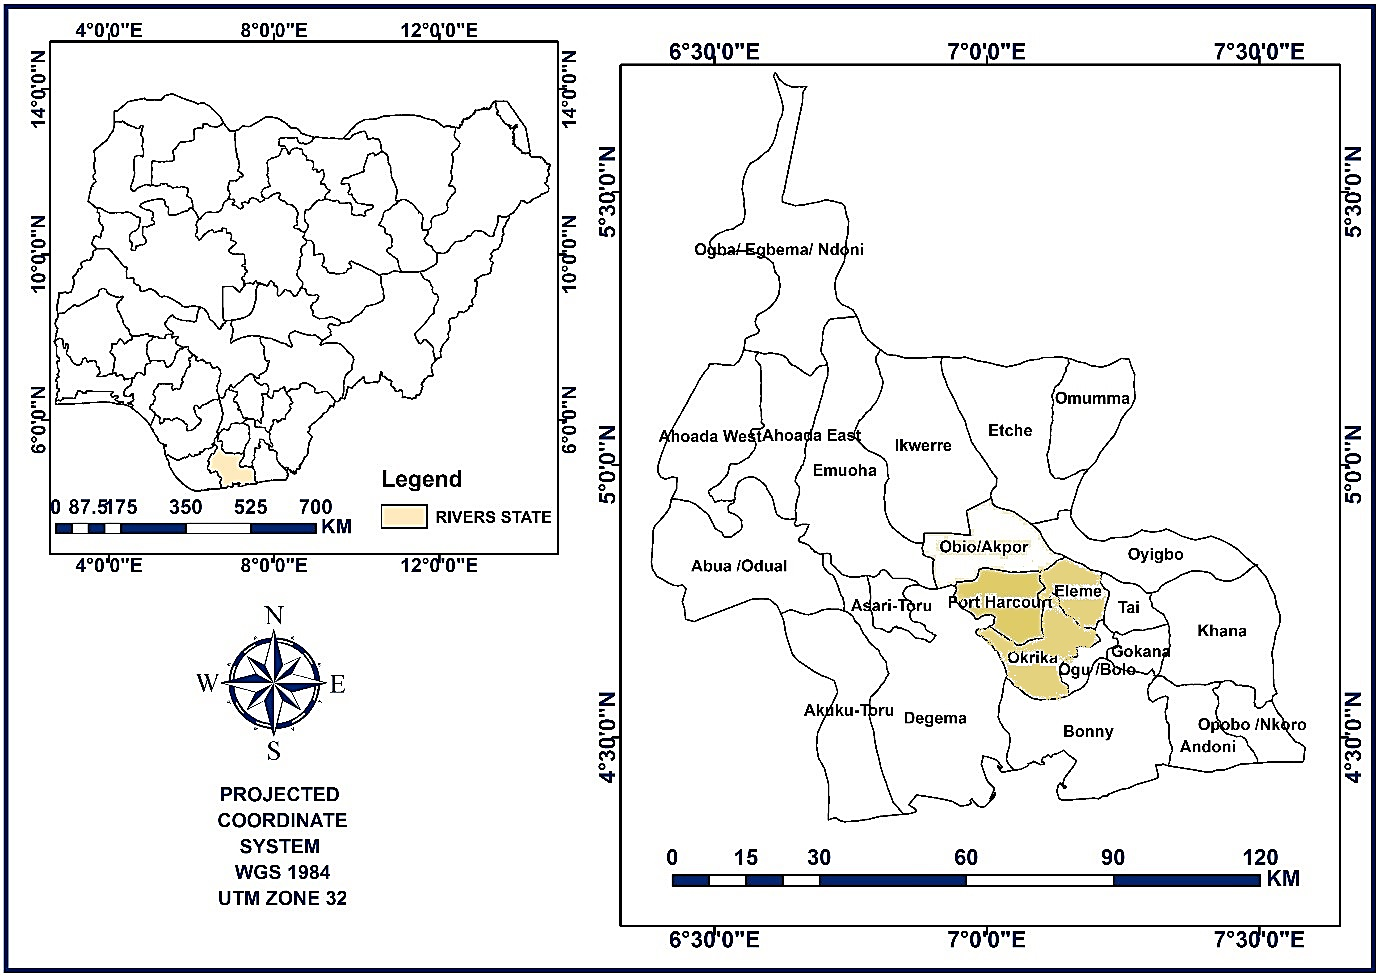 4°0'0"E 8°0'0"E 12°0'0"E
14°0'0"N 14°0'0"N
10°0'0"N 10°0'0"N
6°0'0"N 6°0'0"N
Legend
RIVERS STATE
0 87.5 175 350 525 700
KM
4°0'0"E 8°0'0"E 12°0'0"E
N
W E
S
PROJECTED
COORDINATE
SYSTEM
WGS 1984
UTM ZONE 32
6°30'0"E 7°0'0"E 7°30'0"E
5°30'0"N 5°30'0"N
5°0'0"N 5°0'0"N
4°30'0"N 4°30'0"N
Ogba/ Egbema/ Ndoni
Omumma
Etche
Ahoada West Ahoada East
Ikwerre
Emuoha
Obio/Akpor
Oyigbo
Abua /Odual
Eleme
Asari-Toru
Port Harcourt
Tai
Khana
Gokana
Okrika
Ogu /Bolo
Akuku-Toru
Degema
Opobo /Nkoro
Bonny
Andoni
0 15 30 60 90 120
KM
6°30'0"E 7°0'0"E 7°30'0"E